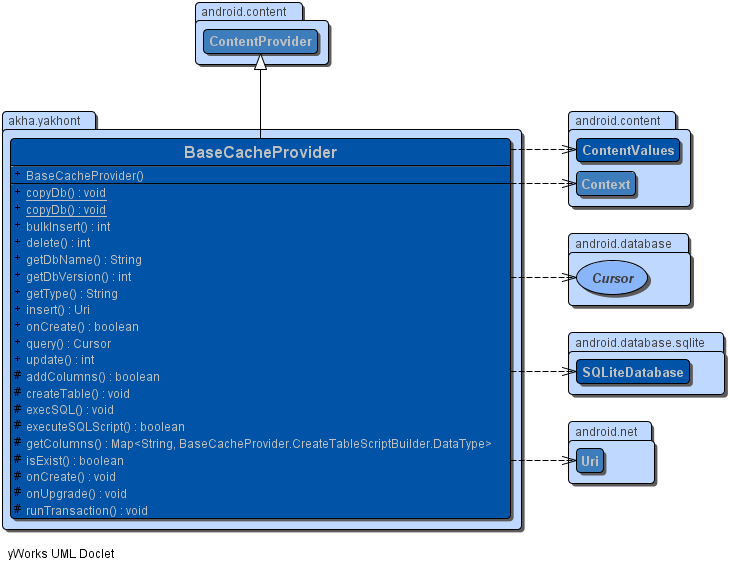 android.content
ContentProvider
akha.yakhont
BaseCacheProvider
+ BaseCacheProvider()
+ copyDb() : void
+ copyDb() : void
+ bulkInsert() : int
+ delete() : int
+ getDbName() : String
+ getDbVersion() : int
+ getType() : String
+ insert() : Uri
+ onCreate() : boolean
+ query() : Cursor
+ update() : int
# addColumns() : boolean
# createTable() : void
# execSQL() : void
# executeSQLScript() : boolean
# getColumns() : Map<String, BaseCacheProvider.CreateTableScriptBuilder.DataType>
# isExist() : boolean
# onCreate() : void
# onUpgrade() : void
# runTransaction() : void
android.content
ContentValues
Context
android.database
Cursor
android.database.sqlite
SQLiteDatabase
android.net
Uri
yWorks UML Doclet